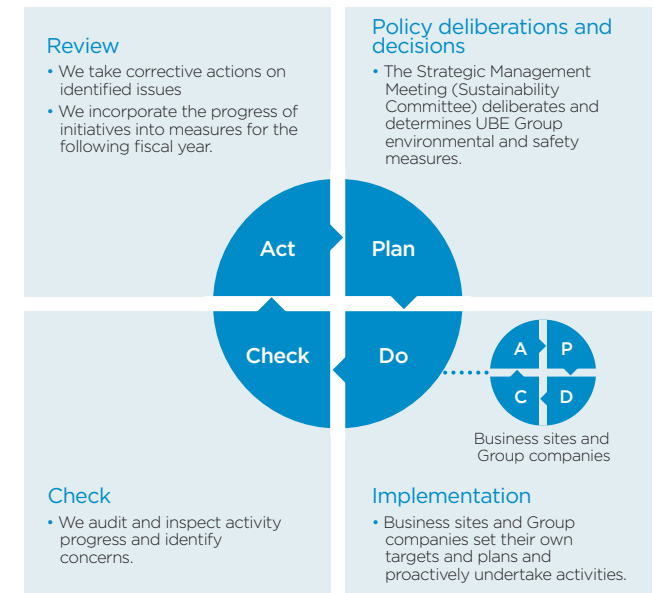 Review
• We take corrective actions on
identified issues
• We incorporate the progress of
initiatives into measures for the
following fiscal year.
Policy deliberations and
decisions
• The Strategic Management
Meeting (Sustainability
Committee) deliberates and
determines UBE Group
environmental and safety
measures.
Act
Plan
Check
Do
A
P
C
D
Business sites and
Group companies
Check
• We audit and inspect activity
progress and identify
concerns.
Implementation
• Business sites and Group
companies set their own
targets and plans and
proactively undertake activities.